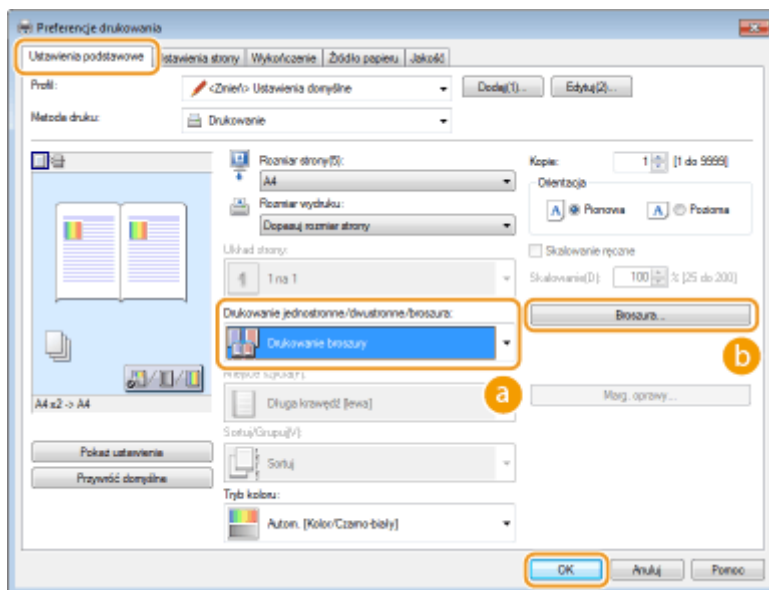 Preferencje drukowania
Ustawienia podstawowe Ustawienia strony Wykończenie Źródło papieru Jakość
Profil: <Zmień> Ustawienia domyślne Dodaj(1)... Edytuj(2)...
Metoda druku: Drukowanie
Rozmiar strony(5): Kopie: 1 [1 do 9999]
A4 Orientacja
Rozmiar wydruku: A Pionowa A Pozioma
Dopasuj rozmiar strony
Układ strony: Skalowanie ręczne
1 na 1 Skalowanie(D): 100 % [25 do 200]
Drukowanie jednostronne/dwustronne/broszura: Broszura...
Drukowanie broszury b
a
Długa krawędź [lewa] Marg. oprawy...
A4 x2 -> A4
Sortuj/Grupuj(V):
Pokaż ustawienia Sortuj
Przywróć domyślne
Tryb koloru:
Autom. [Kolor/Czarno-biały]
OK Anuluj Pomoc